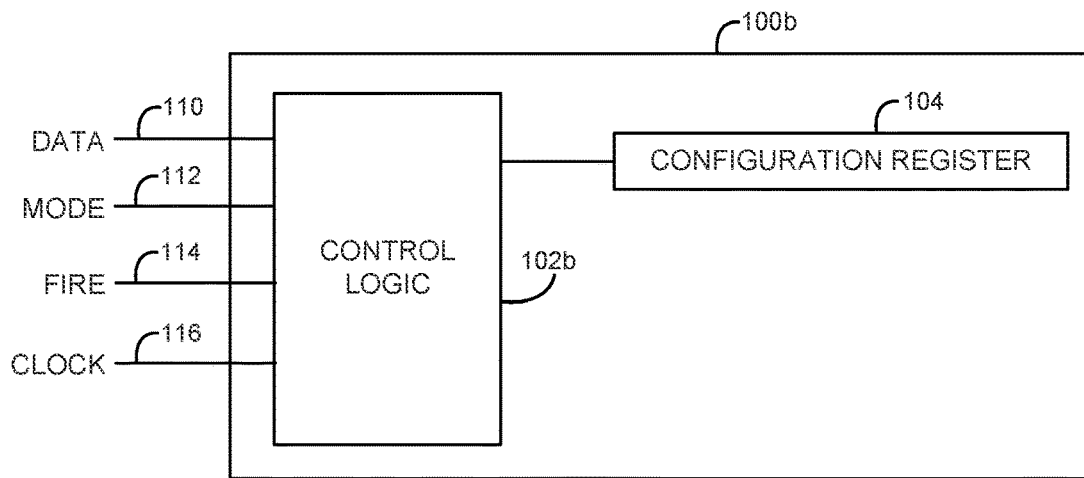 100b
110
104
DATA
CONFIGURATION REGISTER
112
MODE
CONTROL
LOGIC
114
102b
FIRE
116
CLOCK